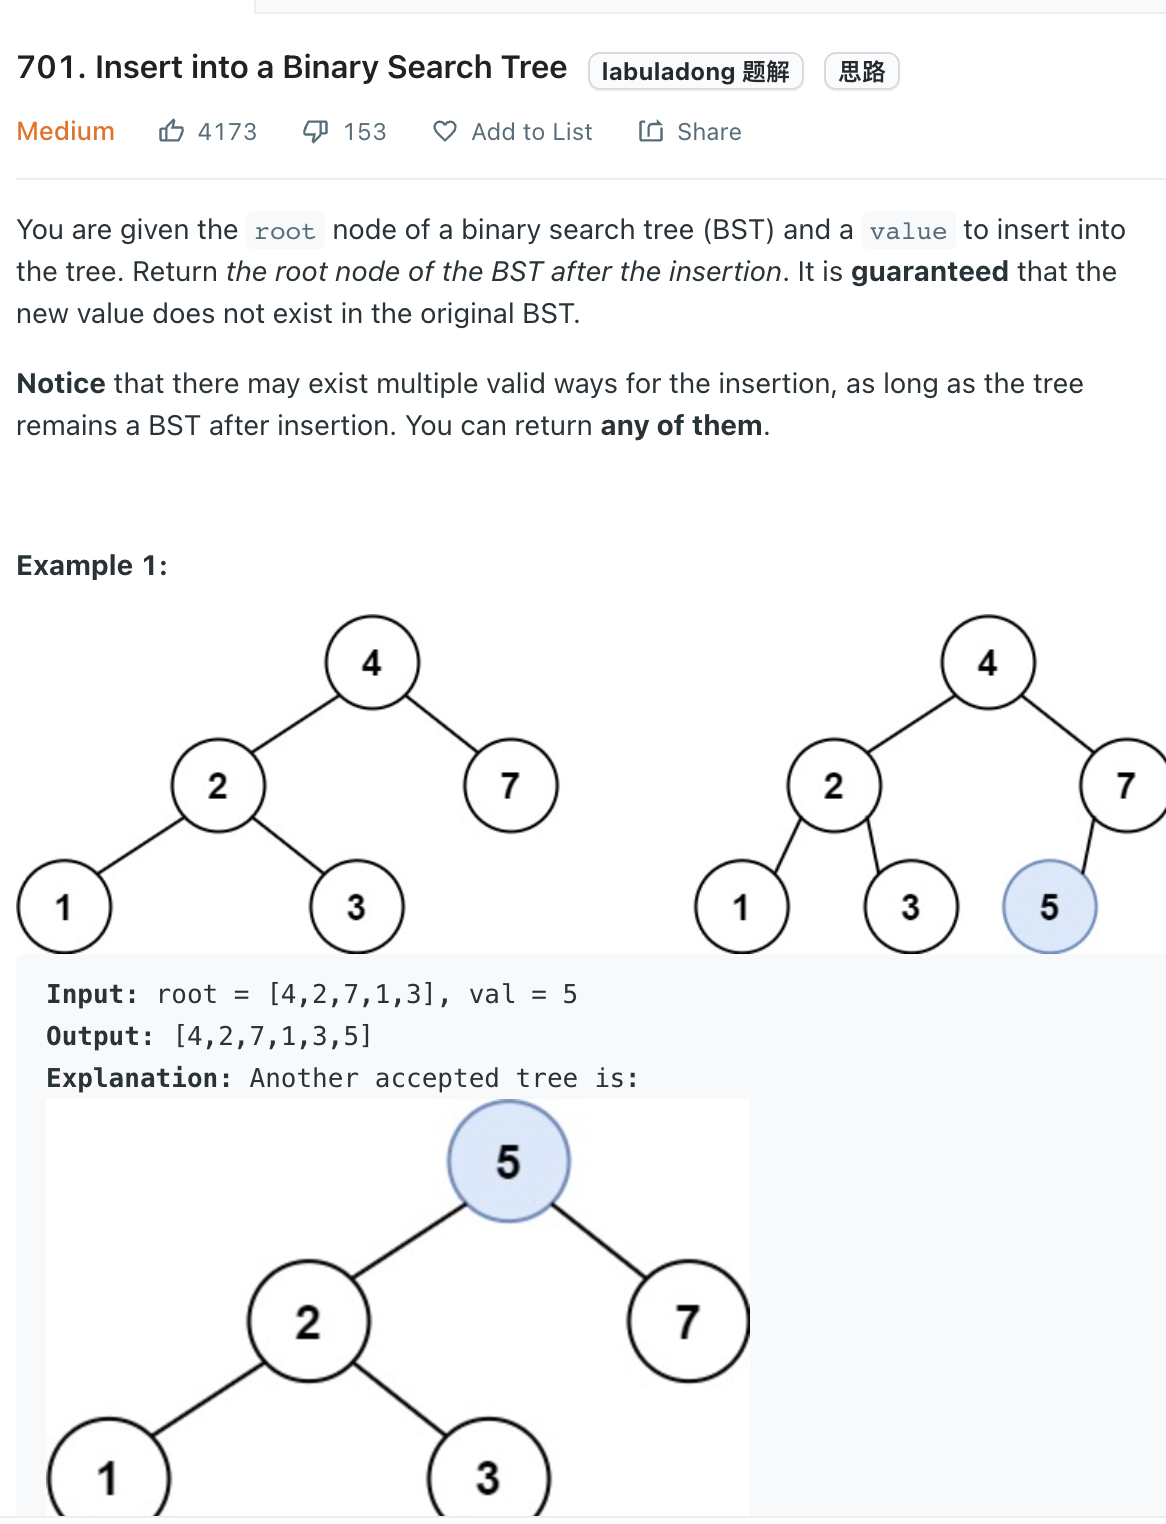 701. Insert into a Binary Search Tree labuladong 题解 思路
Medium 4173 153 Add to List Share
You are given the root node of a binary search tree (BST) and a value to insert into
the tree. Return the root node of the BST after the insertion. It is guaranteed that the
new value does not exist in the original BST.
Notice that there may exist multiple valid ways for the insertion, as long as the tree
remains a BST after insertion. You can return any of them.
Example 1:
4 4
2 7 2 7
1 3 1 3 5
Input: root = [4,2,7,1,3], val = 5
Output: [4,2,7,1,3,5]
Explanation: Another accepted tree is:
5
2 7
1 3